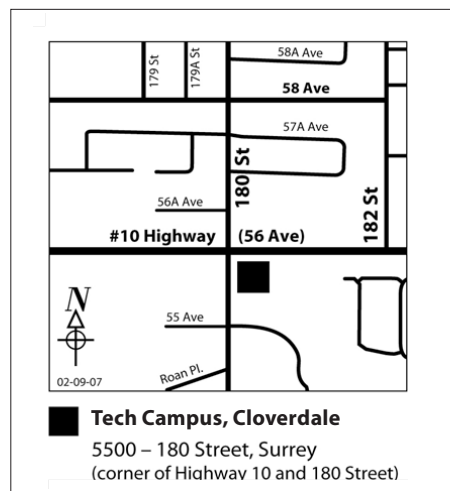 58A Ave
179 St
179A St
58 Ave
57A Ave
180 St
56A Ave
182 St
#10 Highway (56 Ave)
N
55 Ave
Roan Pl.
02-09-07
Tech Campus, Cloverdale
5500 – 180 Street, Surrey
(corner of Highway 10 and 180 Street)